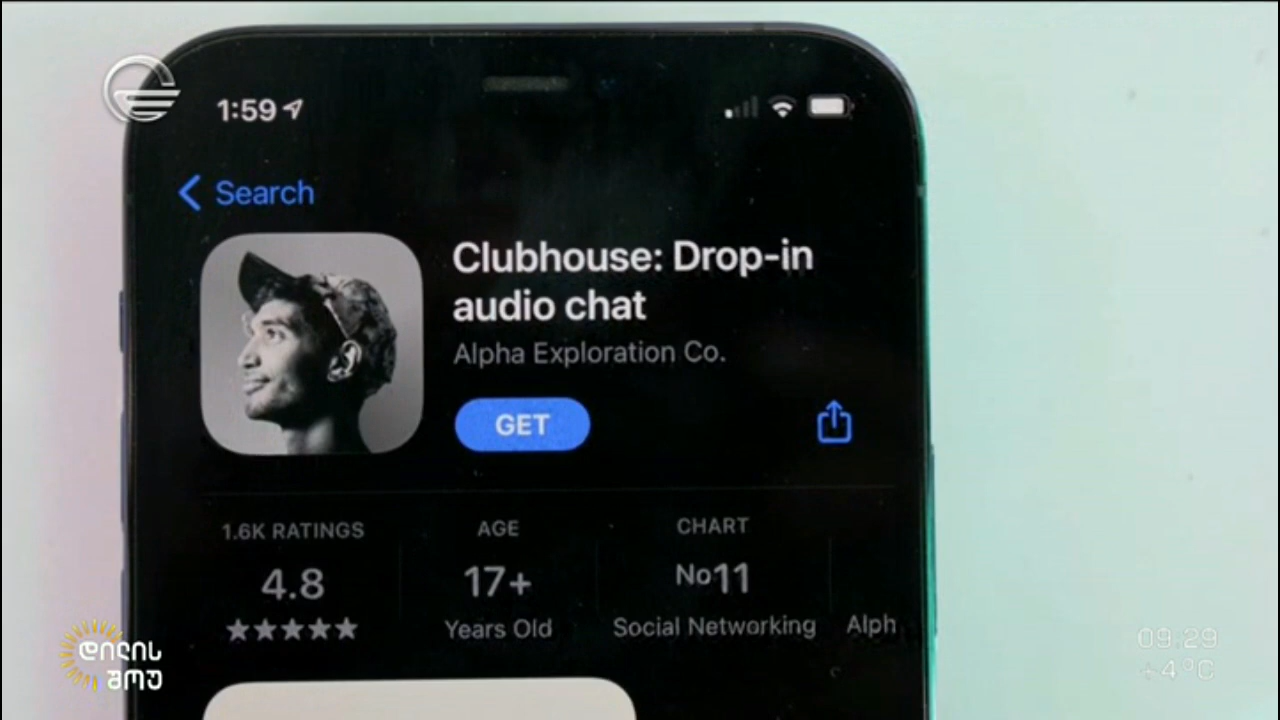 1:59
Search
Clubhouse: Drop-in
audio chat
Alpha Exploration Co.
GET
1.6K RATINGS
AGE
CHART
4.8
17+
No11
Years Old
Social Networking
Alph
დილის
შოუ
09:29
+4°C